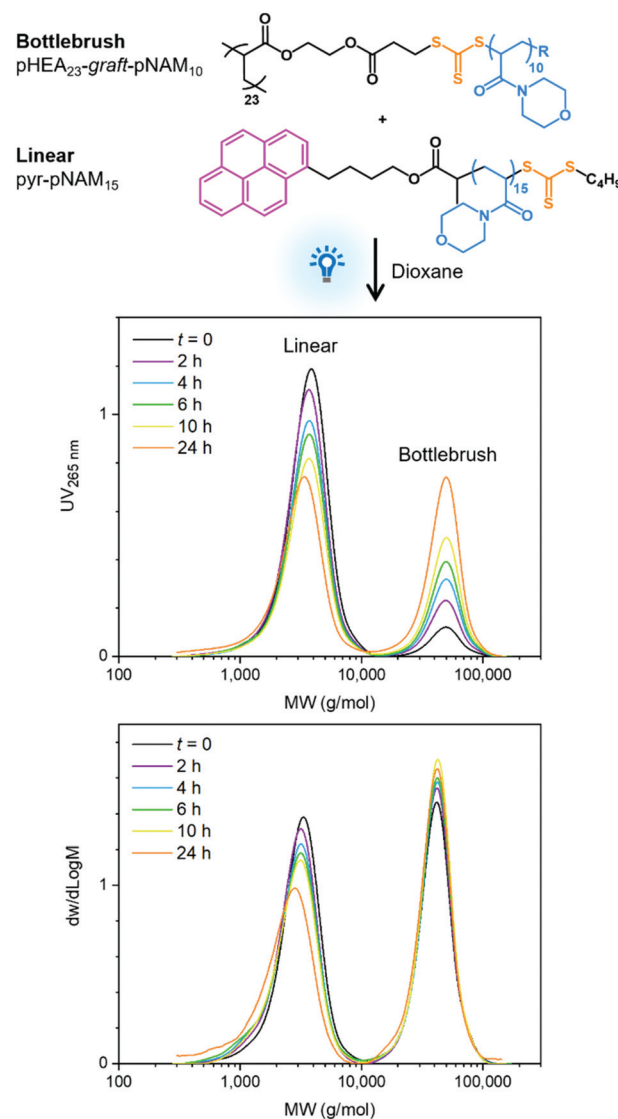 Bottlebrush
pHEA23-graft-pNAM10
O
O
O
O
S
S
S
10
R
23
O
N
O
+
Linear
pyr-pNAM15
O
O
15
S
S
C4H9
S
N
O
O
Dioxane
t = 0
2 h
4 h
6 h
10 h
24 h
Linear
Bottlebrush
1
0
UV265 nm
100
1,000
10,000
100,000
MW (g/mol)
t = 0
2 h
4 h
6 h
10 h
24 h
1
0
dw/dLogM
100
1,000
10,000
100,000
MW (g/mol)